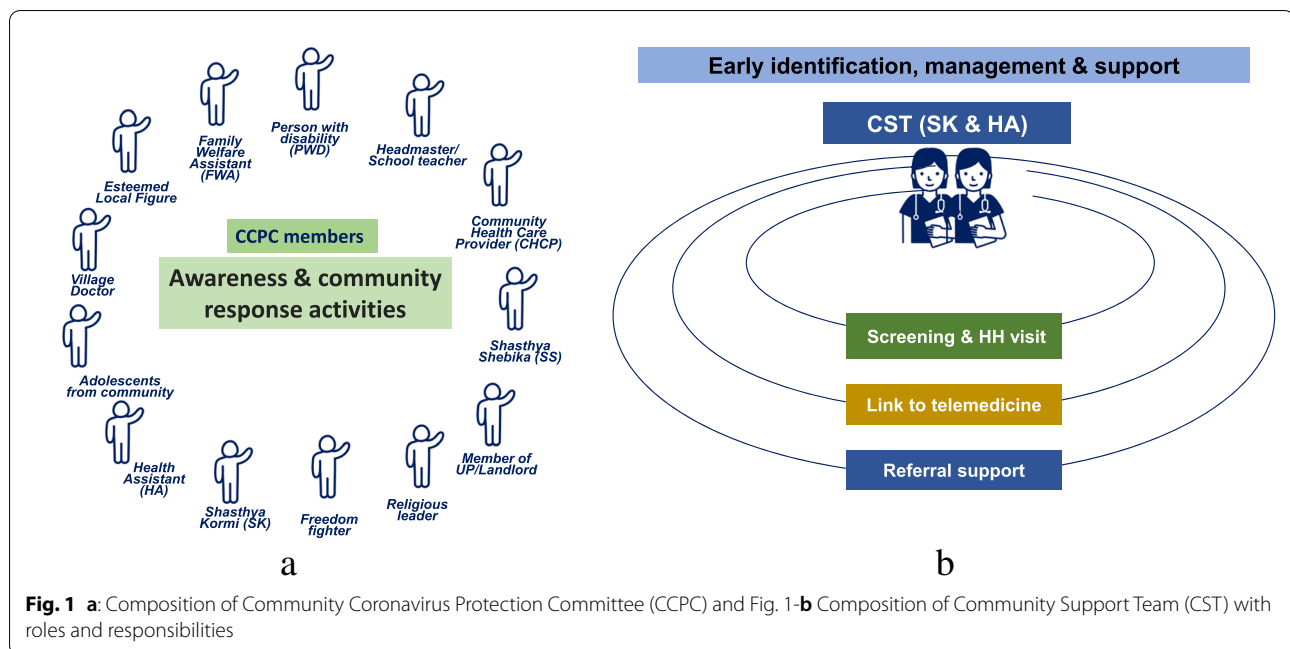 Person with
disability
(PWD)
Family
Welfare
Assistant
(FWA)
Headmaster/
School teacher
Esteemed
Local Figure
Community
Health Care
Provider (CHCP)
Village
Doctor
CCPC members
Awareness & community
response activities
Shasthya
Shebika (SS)
Adolescents
from community
Health
Assistant
(HA)
Member of
UP/Landlord
Shasthya
Kormi (SK)
Freedom
fighter
Religious
leader
a
Early identification, management & support
CST (SK & HA)
Screening & HH visit
Link to telemedicine
Referral support
b
Fig. 1 a: Composition of Community Coronavirus Protection Committee (CCPC) and Fig. 1-b Composition of Community Support Team (CST) with
roles and responsibilities